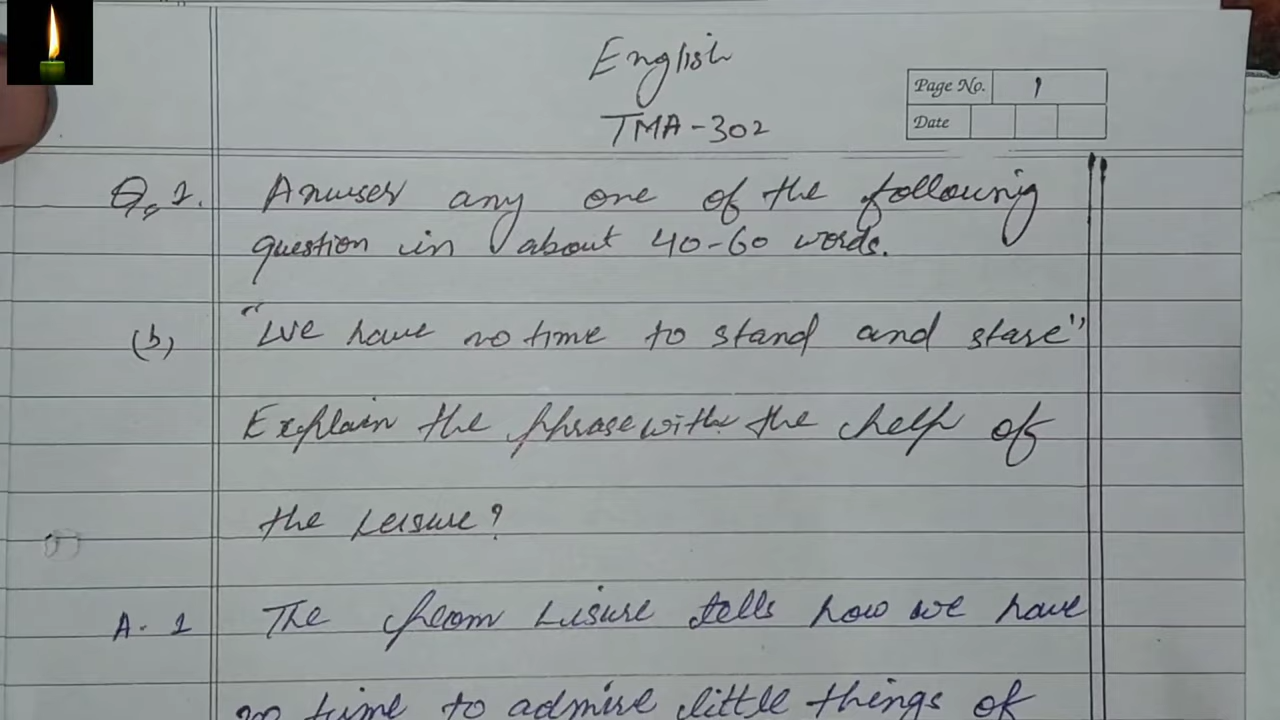 English
TMA-302
Page No. 1
Date
Q.1. Answer any one of the following
question in about 40-60 words.
(b) "We have no time to stand and stare"
Explain the phrase with the help of
the Leisure?
A.1 The Peom Lisure tells how we have
no time to admire little things of